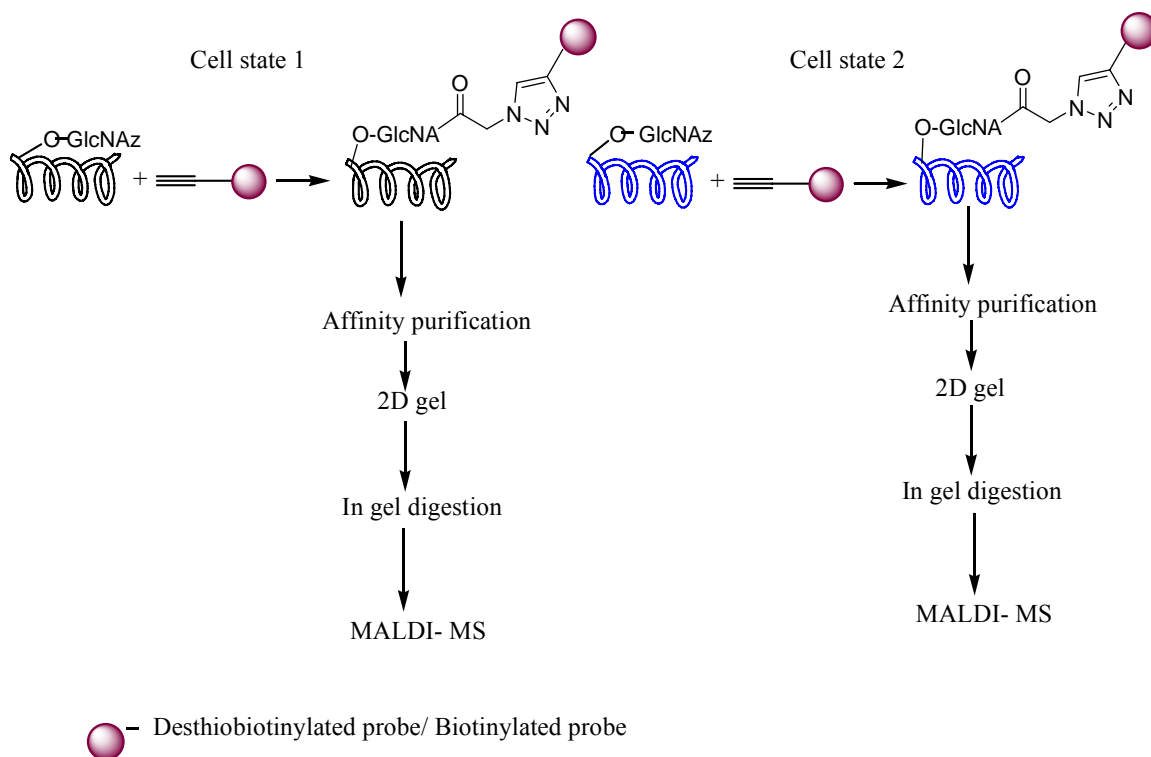 Cell state 1
O-GlcNAz
+
O-GlcNA
O
N
N
N
Affinity purification
2D gel
In gel digestion
MALDI- MS
Cell state 2
O- GlcNAz
+
O-GlcNA
O
N
N
N
Affinity purification
2D gel
In gel digestion
MALDI- MS
– Desthiobiotinylated probe/ Biotinylated probe